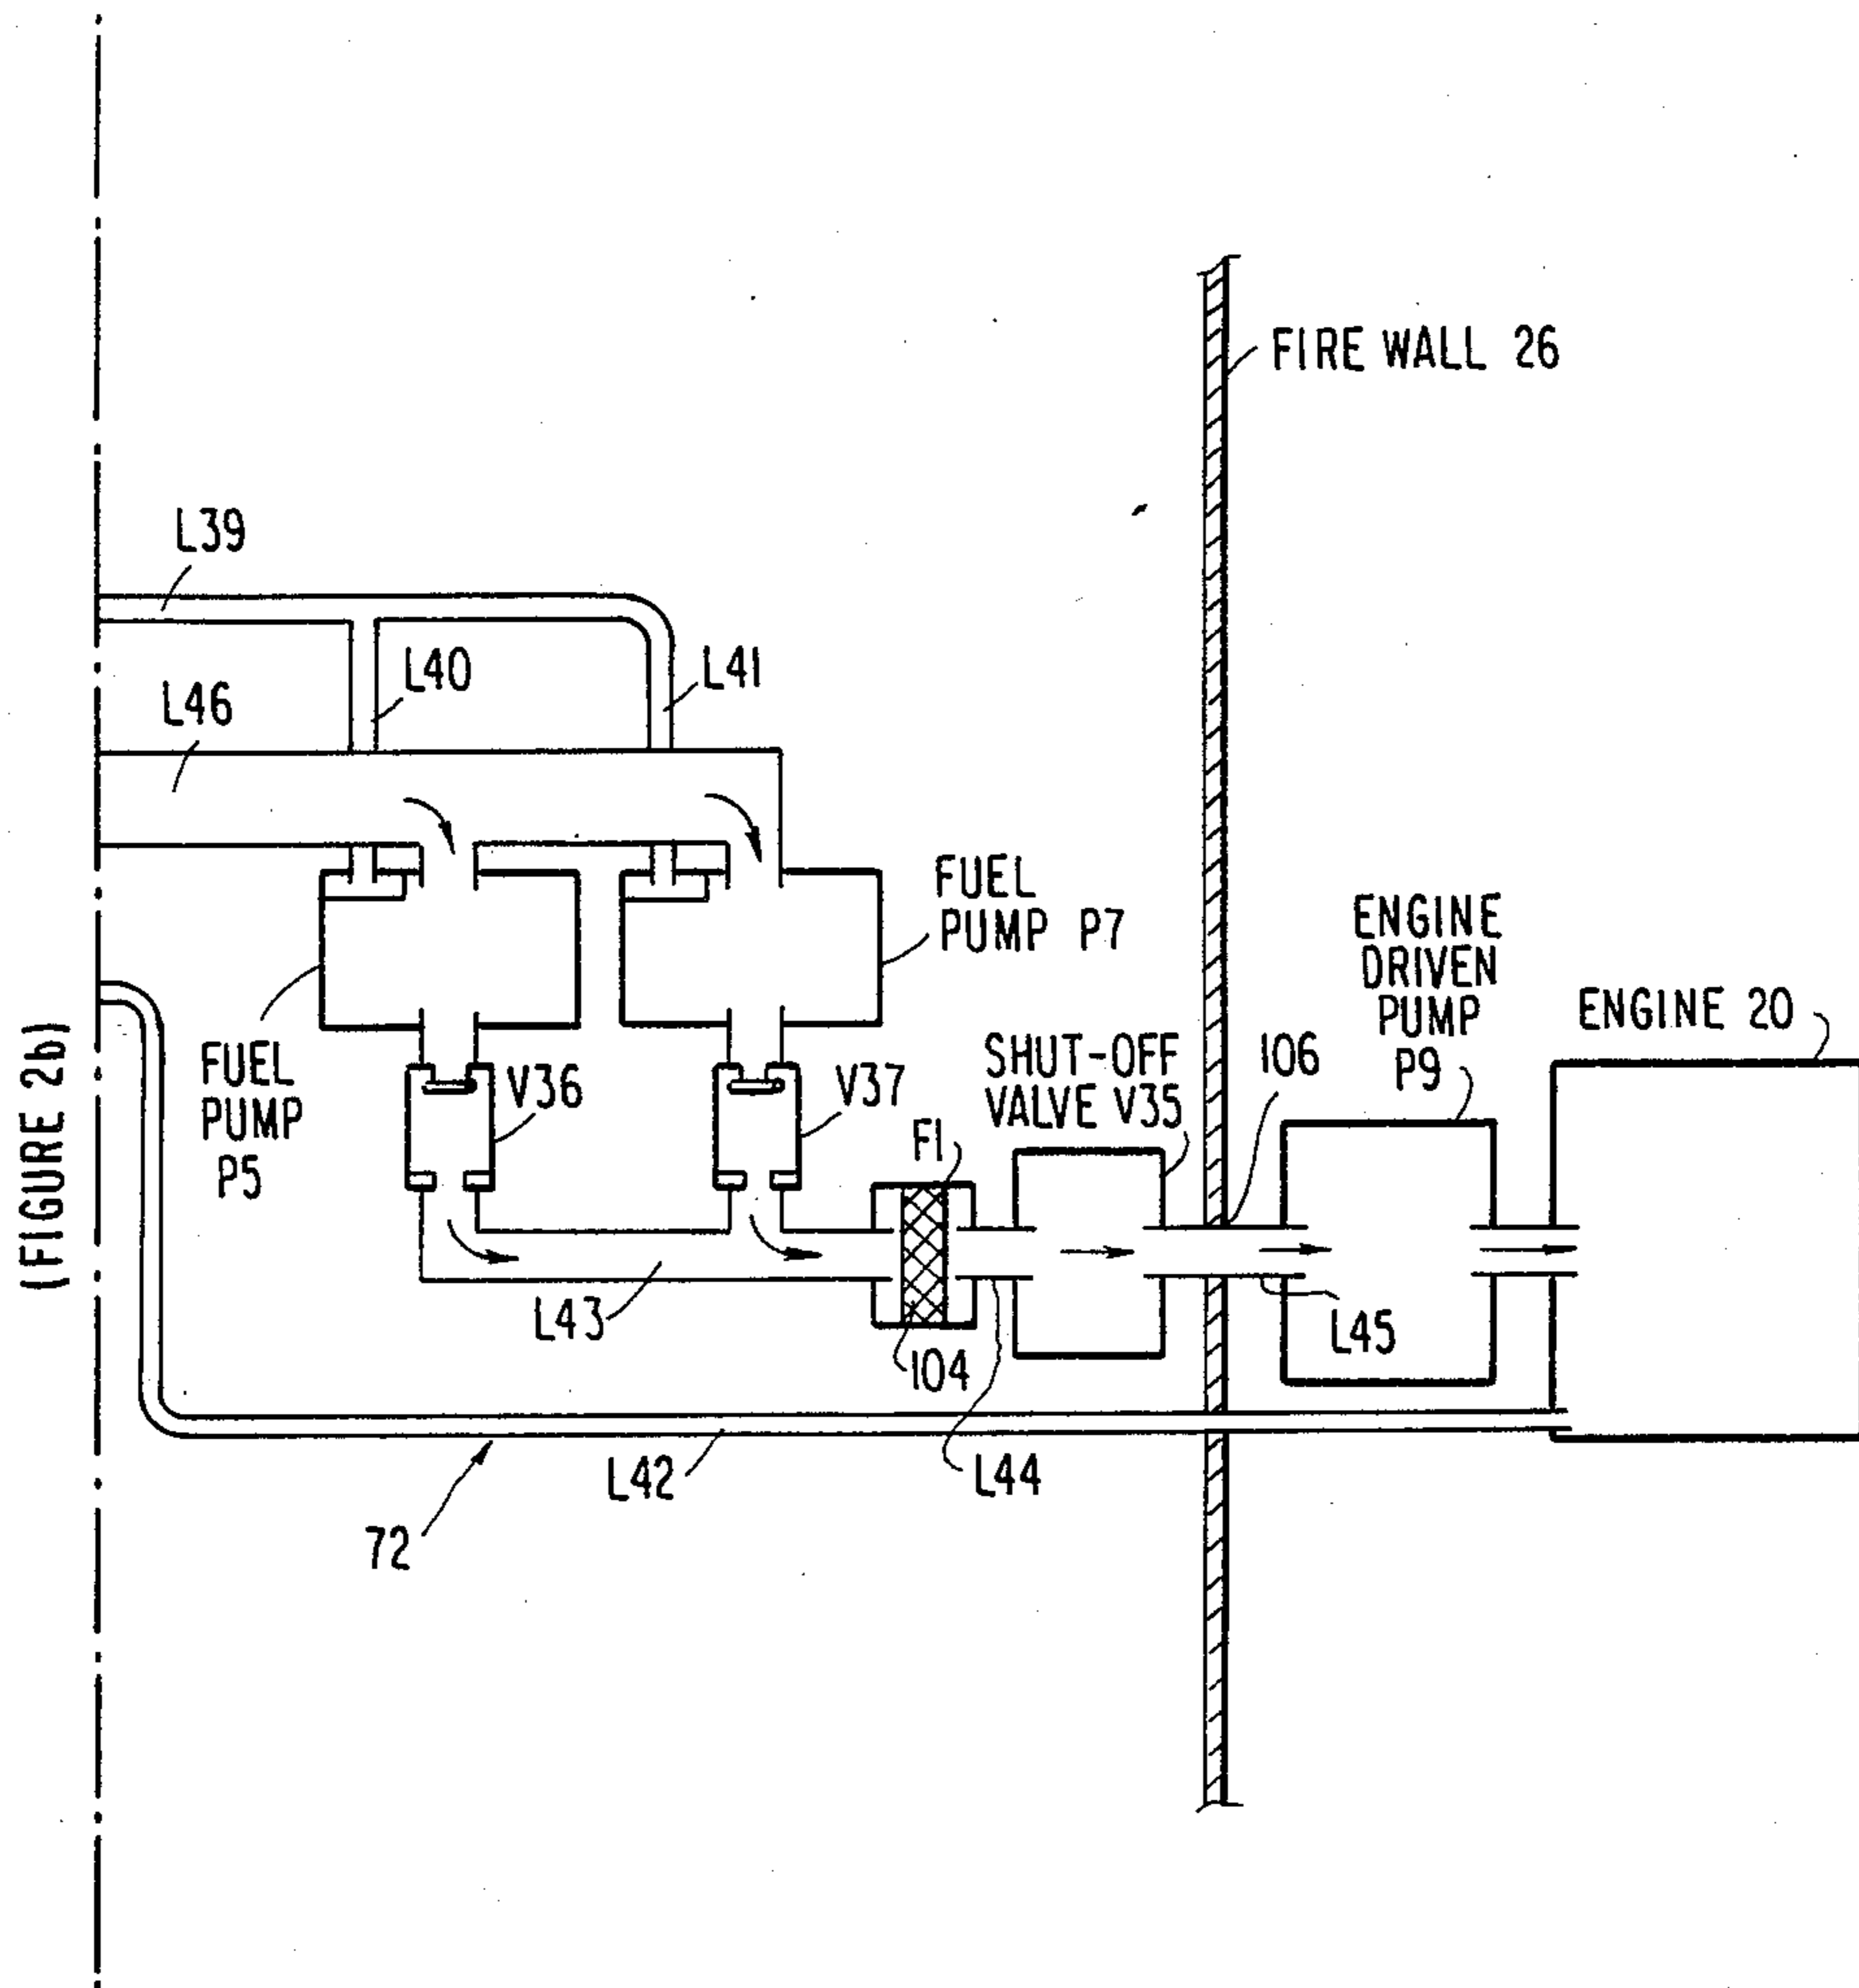 FIRE WALL 26
L39
L40
L41
L46
FUEL
PUMP P7
ENGINE
DRIVEN
PUMP
P9
ENGINE 20
(FIGURE 2b)
FUEL
PUMP
P5
V36
V37
SHUT-OFF
VALVE V35
106
F1
L43
104
L45
L42
L44
72